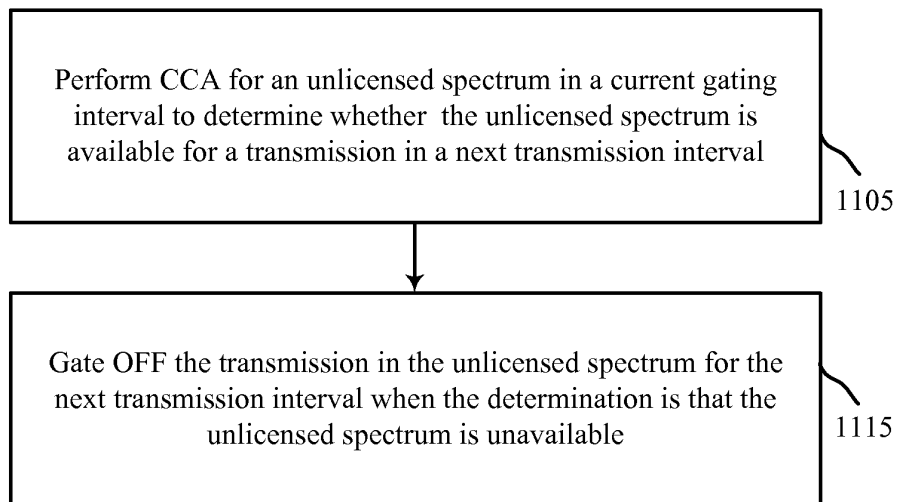 Perform CCA for an unlicensed spectrum in a current gating
interval to determine whether the unlicensed spectrum is
available for a transmission in a next transmission interval
1105
Gate OFF the transmission in the unlicensed spectrum for the
next transmission interval when the determination is that the
unlicensed spectrum is unavailable
1115